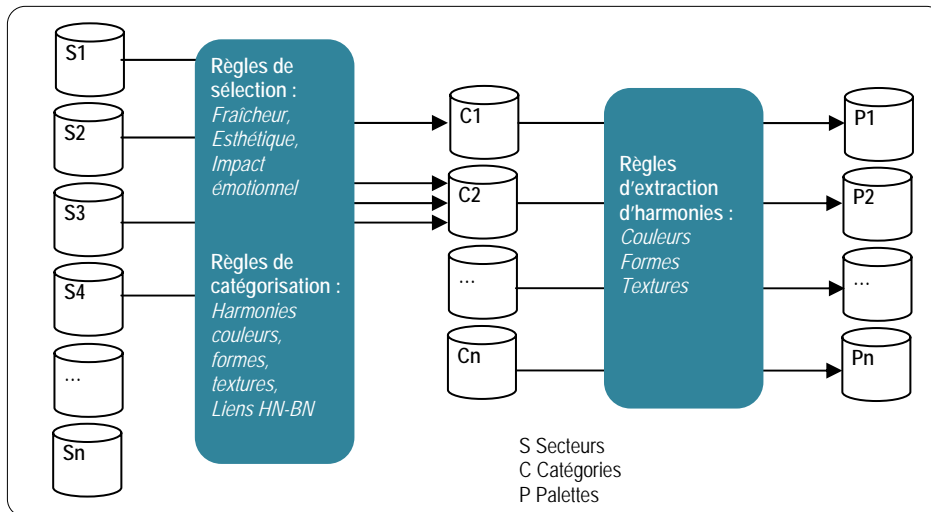 S1
S2
S3
S4
...
Sn
Règles de
sélection :
Fraîcheur,
Esthétique,
Impact
émotionnel
Règles de
catégorisation :
Harmonies
couleurs,
formes,
textures,
Liens HN-BN
C1
C2
...
Cn
Règles
d'extraction
d'harmonies :
Couleurs
Formes
Textures
P1
P2
...
Pn
S Secteurs
C Catégories
P Palettes